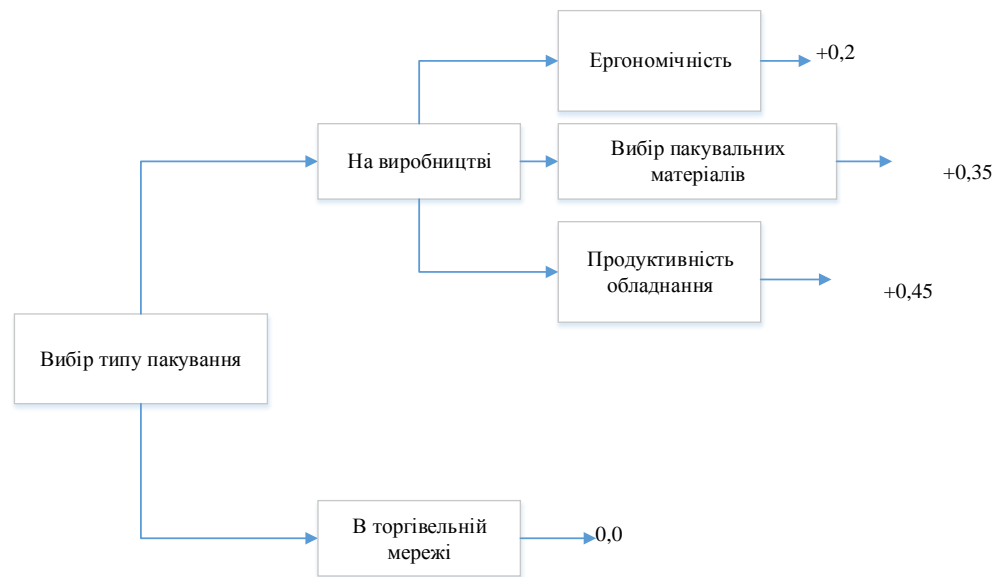 Ергономічність
+0,2
На виробництві
Вибір пакувальних
матеріалів
+0,35
Продуктивність
обладнання
+0,45
Вибір типу пакування
В торгівельній
мережі
0,0